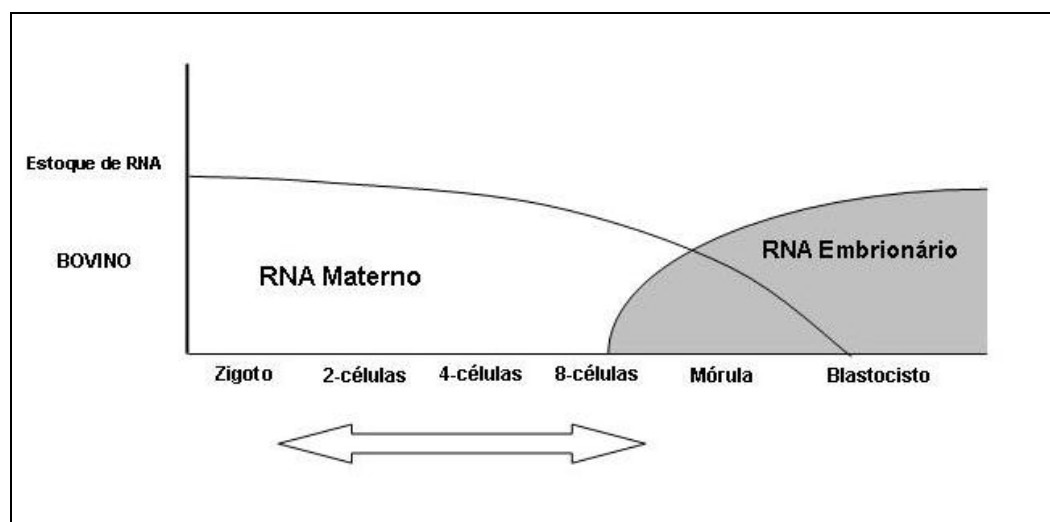 Estoque de RNA
BOVINO
RNA Materno
RNA Embrionário
Zigoto 2-células 4-células 8-células Mórula Blastocisto